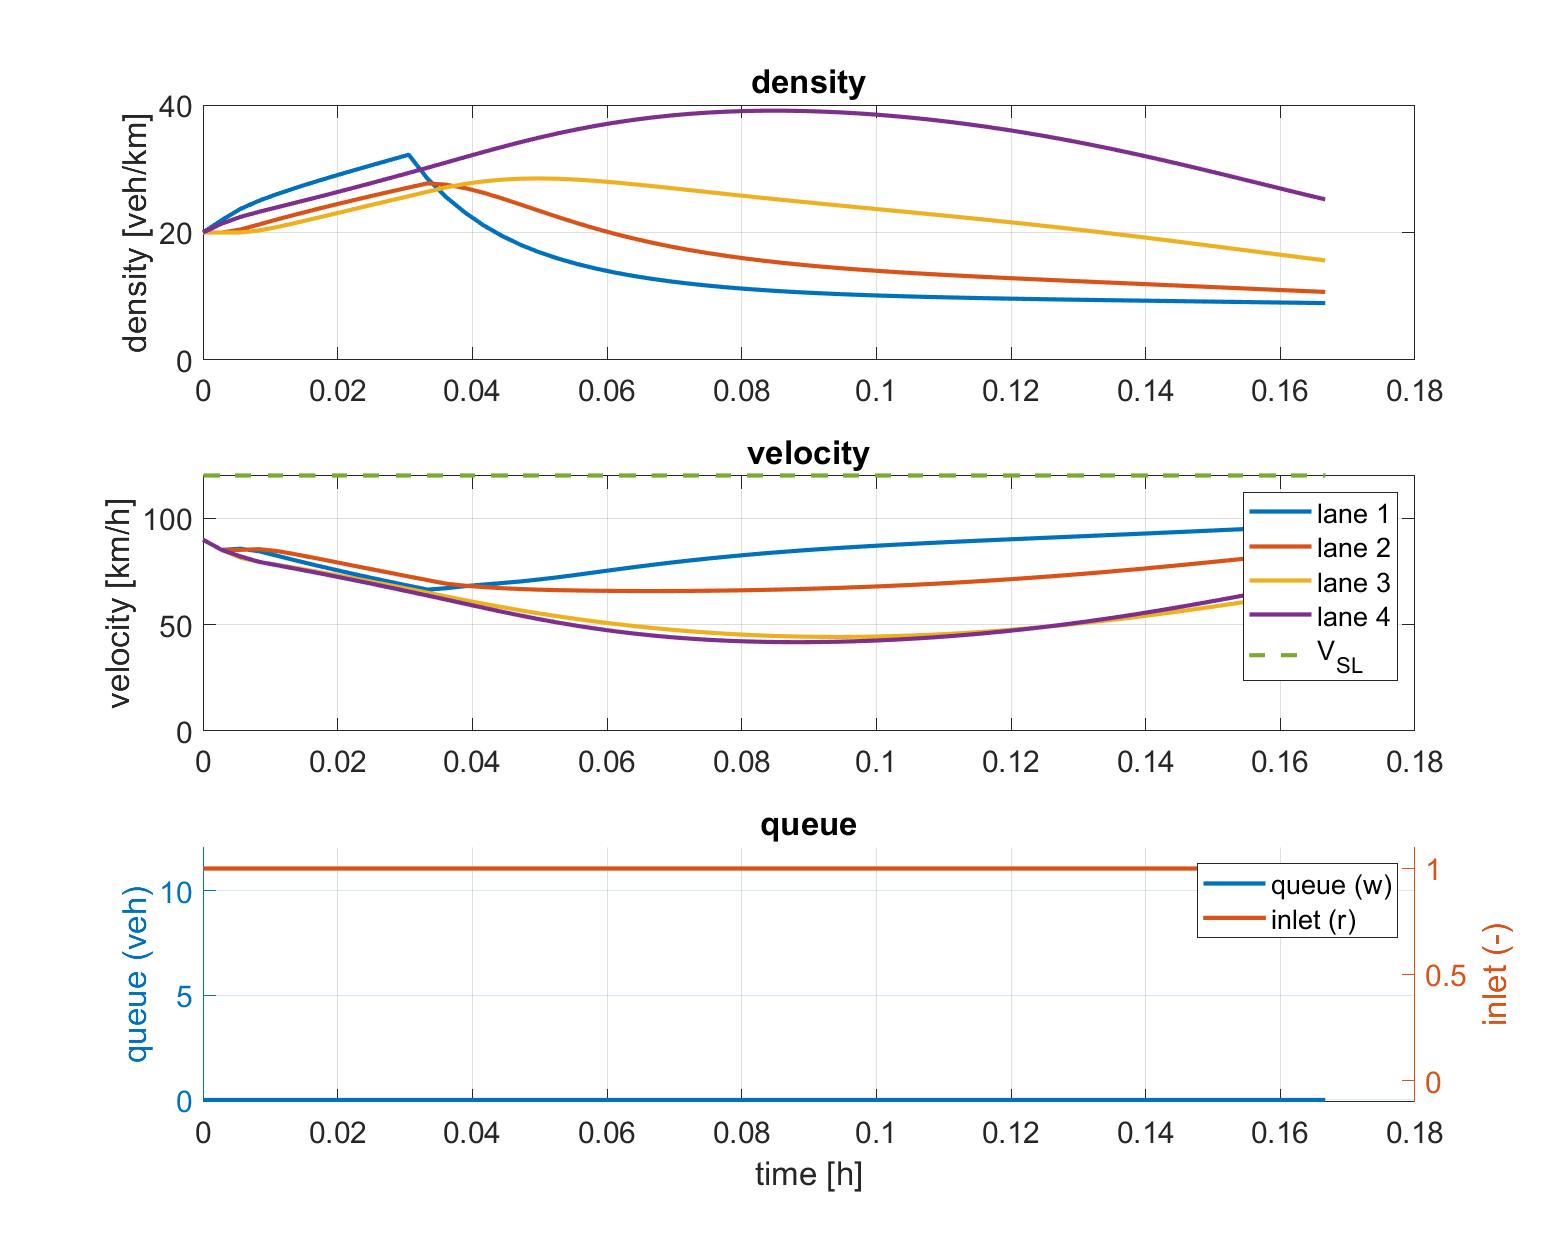 density
density [veh/km]
40
20
0
0 0.02 0.04 0.06 0.08 0.1 0.12 0.14 0.16 0.18
velocity
velocity [km/h]
100
50
0
lane 1
lane 2
lane 3
lane 4
V_SL
0 0.02 0.04 0.06 0.08 0.1 0.12 0.14 0.16 0.18
queue
queue (veh)
10
5
0
queue (w)
inlet (r)
1
0.5
0
inlet (-)
0 0.02 0.04 0.06 0.08 0.1 0.12 0.14 0.16 0.18
time [h]